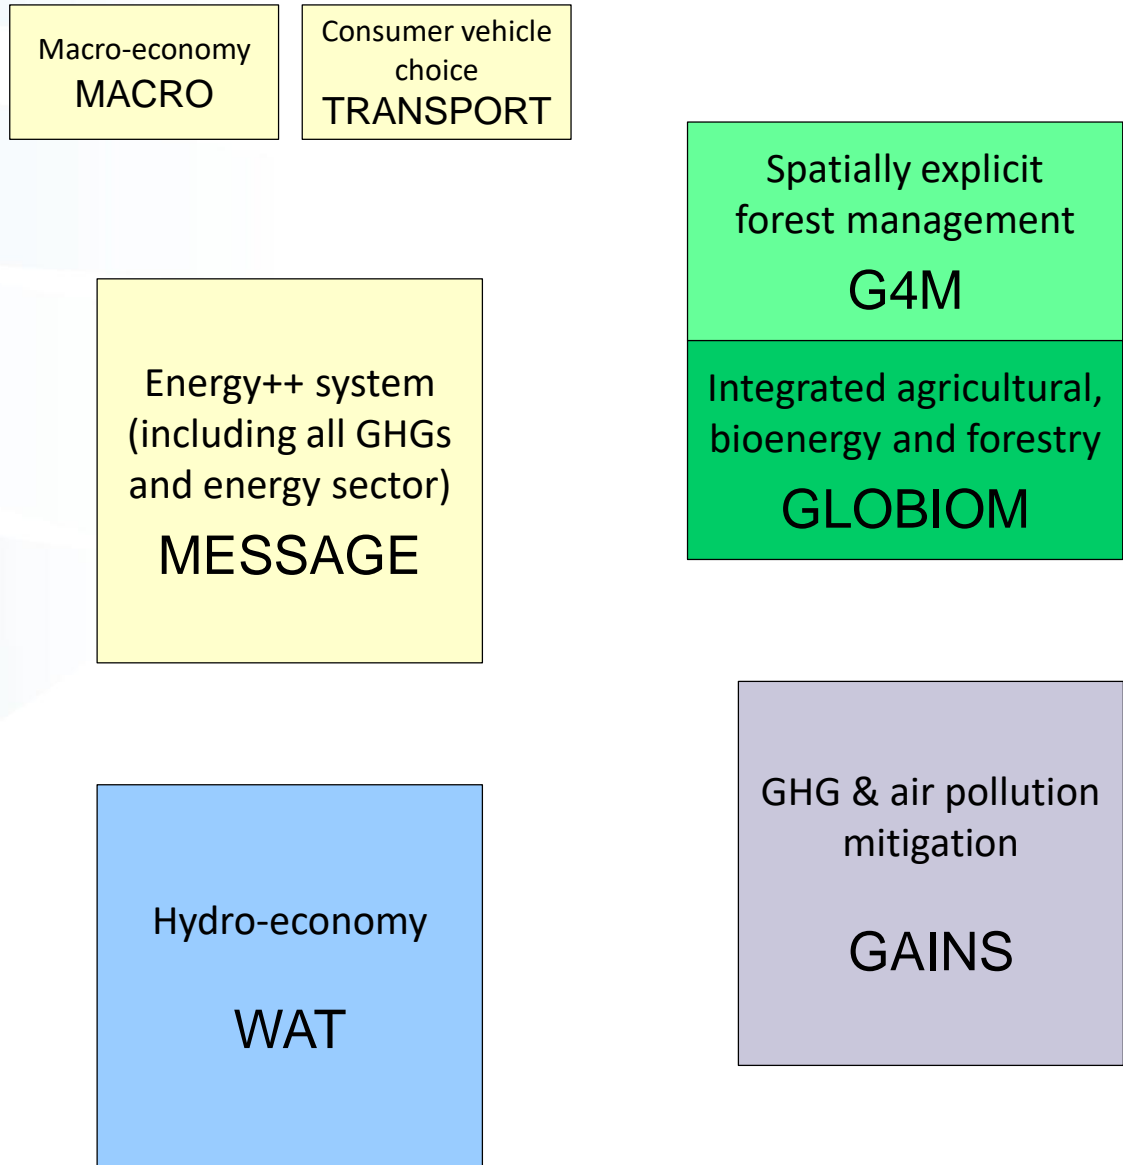 Macro-economy
MACRO
Consumer vehicle
choice
TRANSPORT
Spatially explicit
forest management
G4M
Integrated agricultural,
bioenergy and forestry
GLOBIOM
Energy++ system
(including all GHGs
and energy sector)
MESSAGE
GHG & air pollution
mitigation
GAINS
Hydro-economy
WAT